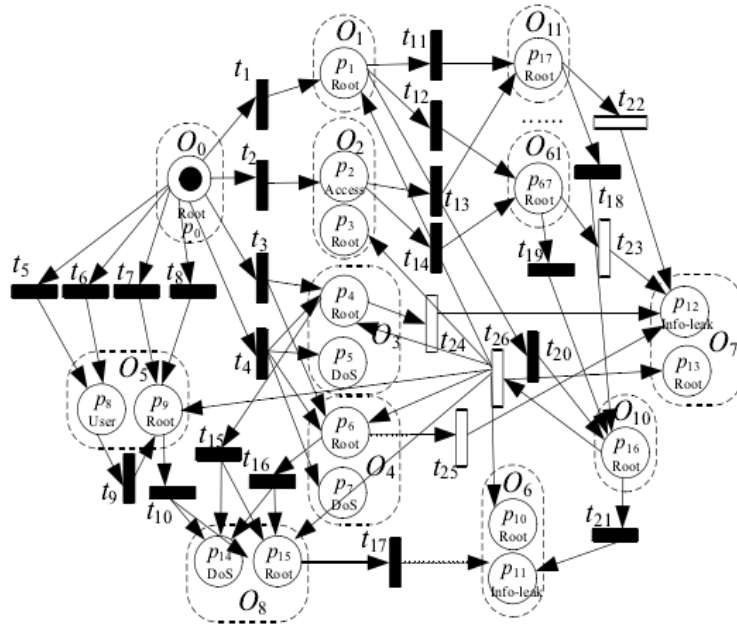 O1
t11
O11
p1
Root
p17
Root
t1
t12
t22
......
O0
O2
O61
t2
p2
Access
p67
Root
Root
p0
t13
t18
p3
Root
t14
t19
t23
t3
t5
t6
t7
t8
p4
Root
O3
t24
t26
t20
p12
Info-leak
O7
t4
p5
DoS
p13
Root
O5
p8
User
p9
Root
O10
p16
Root
p6
Root
O4
t25
t15
t16
p7
DoS
O6
t9
t10
p10
Root
t21
p14
DoS
p15
Root
t17
p11
Info-leak
O8